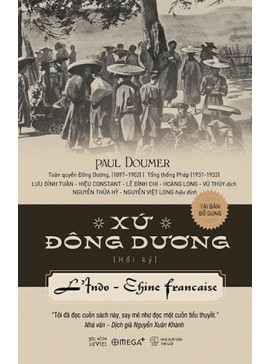 PAUL DOUMER
Toàn quyền Đông Dương, (1897-1902) | Tổng thống Pháp (1931-1932)
LƯU ĐÌNH TUÂN - HIỆU CONSTANT - LÊ ĐÌNH CHI - HOÀNG LONG - VŨ THÚY dịch
NGUYỄN THỪA HỶ - NGUYỄN VIỆT LONG hiệu đính
TÁI BẢN
BỔ SUNG
XỨ
ĐÔNG DƯƠNG
(Hồi ký)
L'Indo - Chine francaise
"Tôi đã đọc cuốn sách này, say mê như đọc một cuốn tiểu thuyết."
Nhà văn - Dịch giả Nguyễn Xuân Khánh
OMEGA+